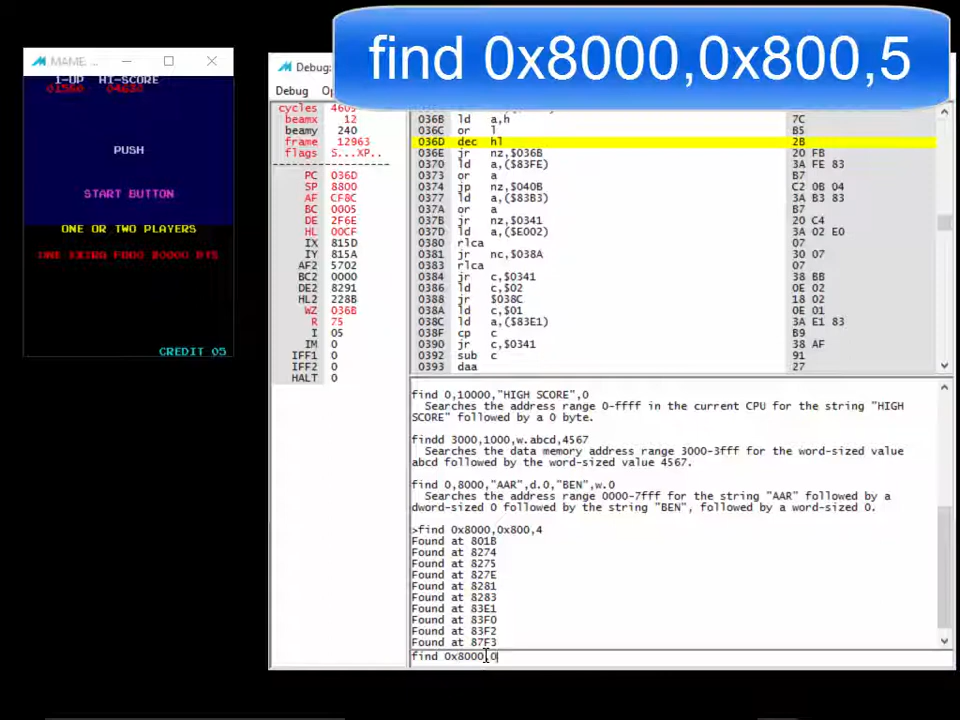 find 0x8000,0x800,5
MAME ...
1-UP HI-SCORE
01560 04630
PUSH
START BUTTON
ONE OR TWO PLAYERS
CREDIT 05
Debug:
Debug
cycles
beamx 12
beamy 240
frame 12963
flags S...XP..
PC 036D
SP 8800
AF CF8C
BC 0005
DE 2F6E
HL 00CF
IX 815D
IY 815A
AF2 5702
BC2 0000
DE2 8291
HL2 228B
WZ 036B
R 75
I 05
IM 0
IFF1 0
IFF2 0
HALT 0
036B ld a,h 7C
036C or l B5
036D dec hl 2B
036E jr nz,$036B 20 FB
0370 ld a,($83FE) 3A FE 83
0373 or a B7
0374 jp nz,$040B C2 0B 04
0377 ld a,($83B3) 3A B3 83
037A or a B7
037B jr nz,$0341 20 C4
037D ld a,($E002) 3A 02 E0
0380 rlca 07
0381 jr nc,$038A 30 07
0383 rlca 07
0384 jr c,$0341 38 BB
0386 ld c,$02 0E 02
0388 jr $038C 18 02
038A ld c,$01 0E 01
038C ld a,($83E1) 3A E1 83
038F cp c B9
0390 jr c,$0341 38 AF
0392 sub c 91
0393 daa 27
find 0,10000,"HIGH SCORE",0
Searches the address range 0-ffff in the current CPU for the string "HIGH
SCORE" followed by a 0 byte.
findd 3000,1000,w.abcd,4567
Searches the data memory address range 3000-3fff for the word-sized value
abcd followed by the word-sized value 4567.
find 0,8000,"AAR",d.0,"BEN",w.0
Searches the address range 0000-7fff for the string "AAR" followed by a
dword-sized 0 followed by the string "BEN", followed by a word-sized 0.
>find 0x8000,0x800,4
Found at 801B
Found at 8274
Found at 8275
Found at 827E
Found at 8281
Found at 8283
Found at 83E1
Found at 83F0
Found at 83F2
Found at 87F3
find 0x8000,0